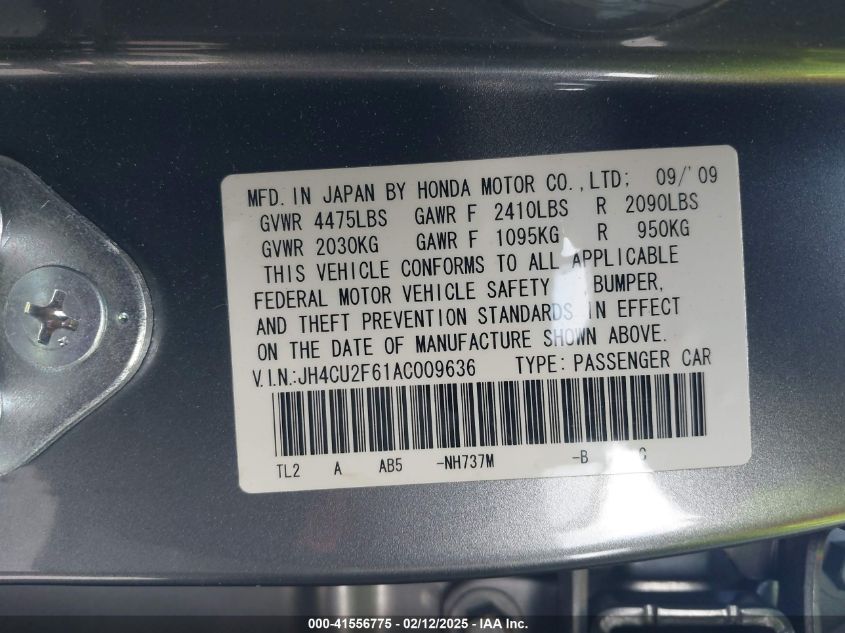 MFD. IN JAPAN BY HONDA MOTOR CO.,LTD; 09/'09
GVWR 4475LBS GAWR F 2410LBS R 2090LBS
GVWR 2030KG GAWR F 1095KG R 950KG
THIS VEHICLE CONFORMS TO ALL APPLICABLE
FEDERAL MOTOR VEHICLE SAFETY BUMPER,
AND THEFT PREVENTION STANDARDS IN EFFECT
ON THE DATE OF MANUFACTURE SHOWN ABOVE.
V.I.N.:JH4CU2F61AC009636 TYPE: PASSENGER CAR
TL2 A AB5 -NH737M -B C
000-41556775 - 02/12/2025 - IAA Inc.